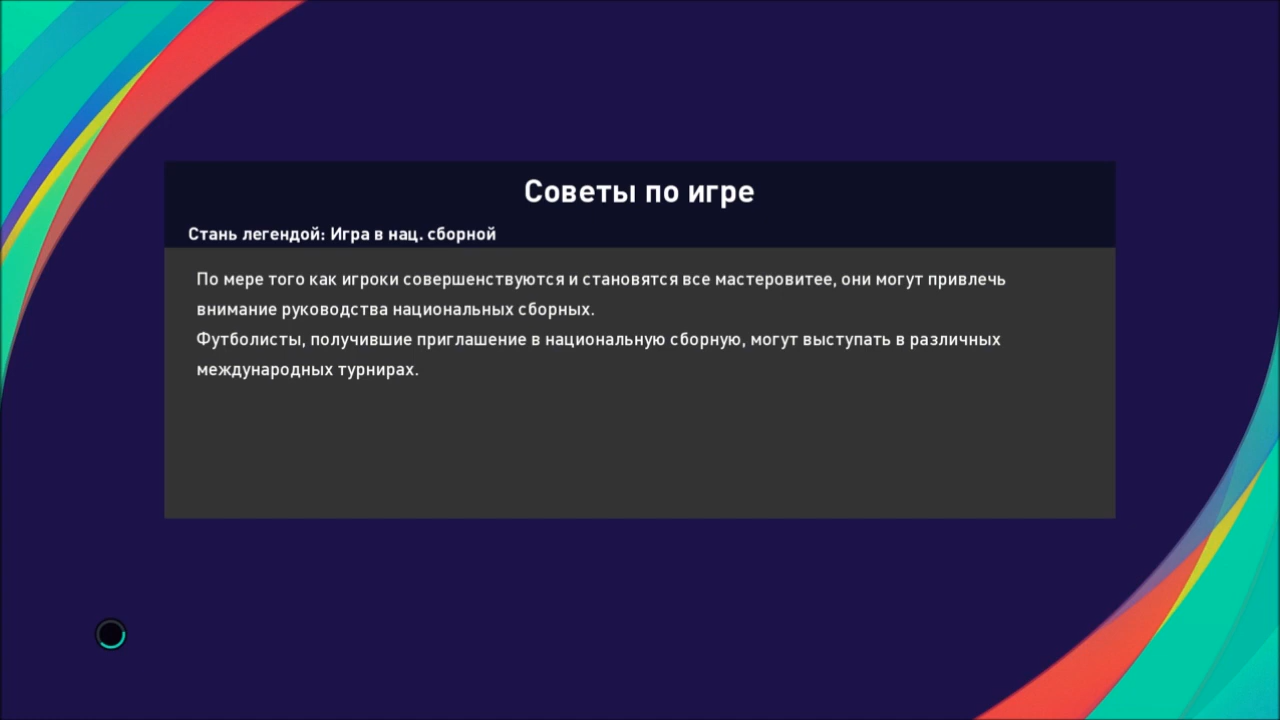 Советы по игре
Стань легендой: Игра в нац. сборной
По мере того как игроки совершенствуются и становятся все мастеровитее, они могут привлечь
внимание руководства национальных сборных.
Футболисты, получившие приглашение в национальную сборную, могут выступать в различных
международных турнирах.